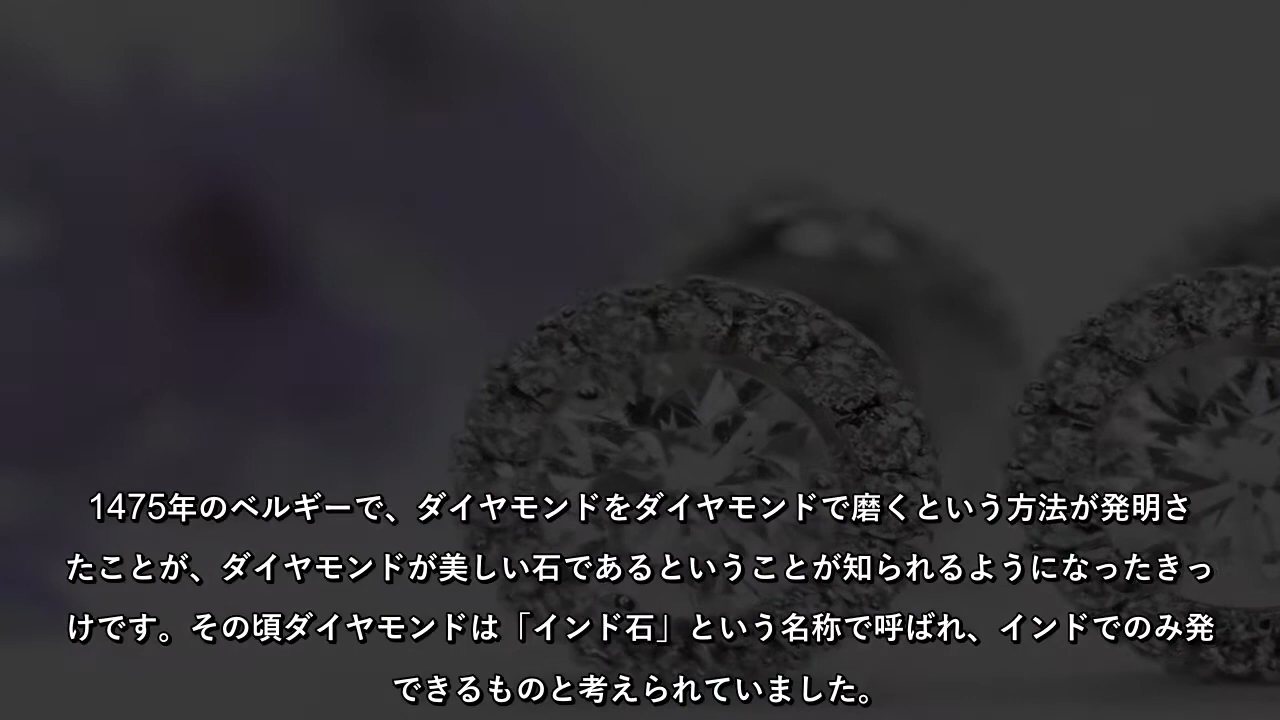 1475年のベルギーで、ダイヤモンドをダイヤモンドで磨くという方法が発明さ
たことが、ダイヤモンドが美しい石であるということが知られるようになったきっ
けです。その頃ダイヤモンドは「インド石」という名称で呼ばれ、インドでのみ発
できるものと考えられていました。